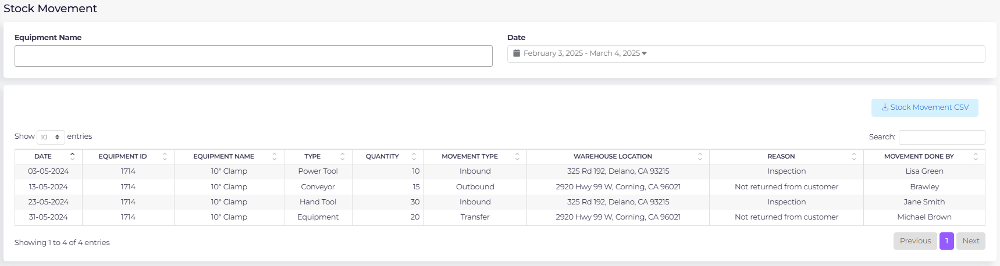 Stock Movement
Equipment Name Date
February 3, 2025 - March 4, 2025
Stock Movement CSV
Show 10 entries Search:
DATE EQUIPMENT ID EQUIPMENT NAME TYPE QUANTITY MOVEMENT TYPE WAREHOUSE LOCATION REASON MOVEMENT DONE BY
03-05-2024 1714 10" Clamp Power Tool 10 Inbound 325 Rd 192, Delano, CA 93215 Inspection Lisa Green
13-05-2024 1714 10" Clamp Conveyor 15 Outbound 2920 Hwy 99 W, Corning, CA 96021 Not returned from customer Brawley
23-05-2024 1714 10" Clamp Hand Tool 30 Inbound 325 Rd 192, Delano, CA 93215 Inspection Jane Smith
31-05-2024 1714 10" Clamp Equipment 20 Transfer 2920 Hwy 99 W, Corning, CA 96021 Not returned from customer Michael Brown
Showing 1 to 4 of 4 entries Previous 1 Next